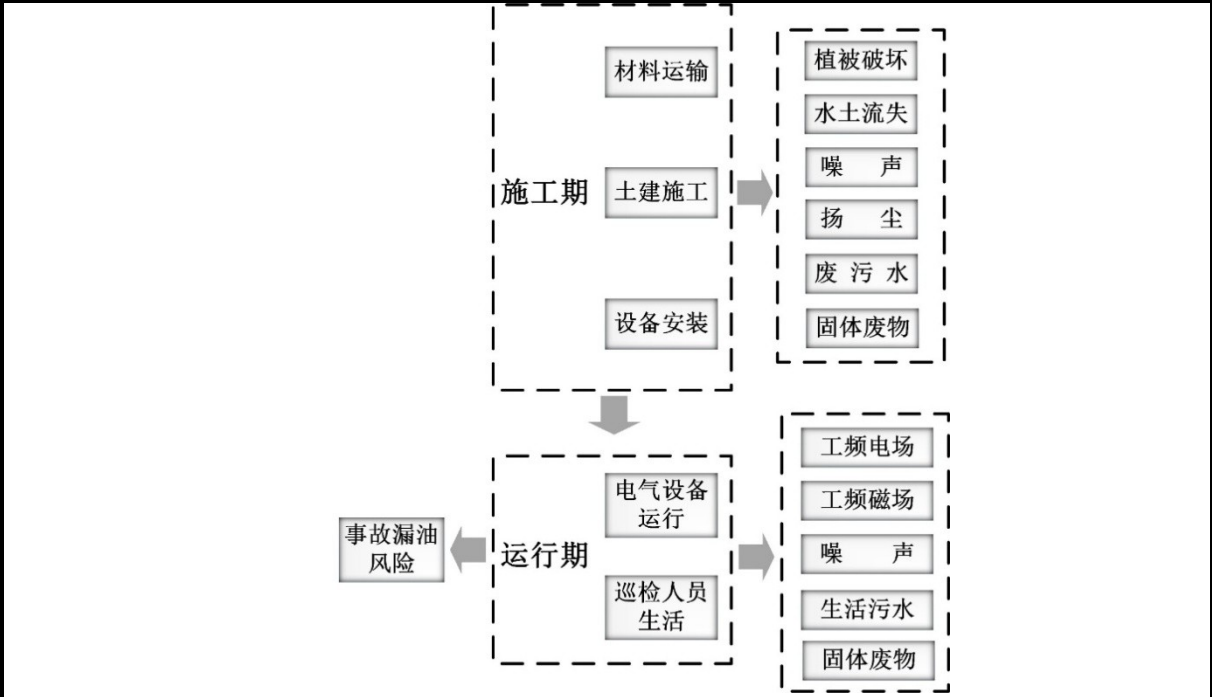 材料运输
施工期
土建施工
设备安装
植被破坏
水土流失
噪 声
扬 尘
废 污 水
固体废物
事故漏油
风险
运行期
电气设备
运行
巡检人员
生活
工频电场
工频磁场
噪 声
生活污水
固体废物